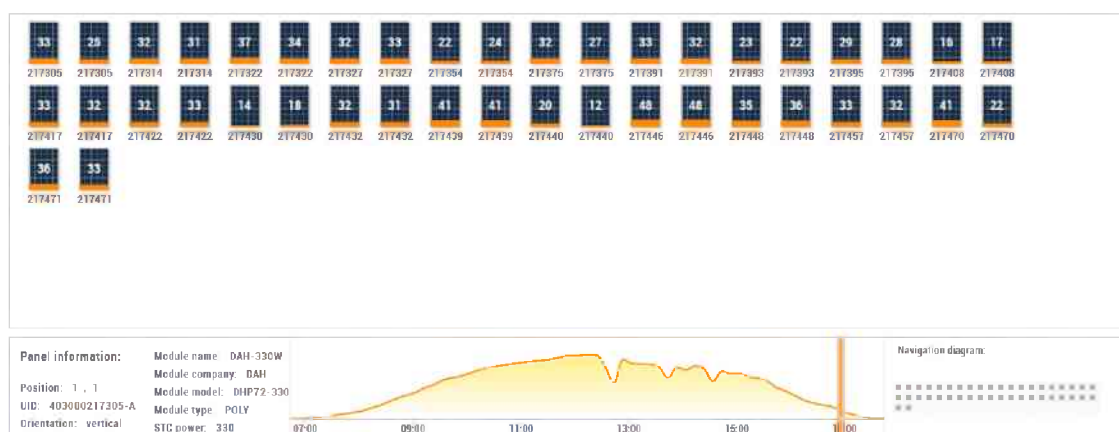 33 25 32 31 37 34 32 33 22 24 32 27 33 32 23 22 29 28 16 17
217305 217305 217314 217314 217322 217322 217327 217327 217354 217354 217375 217375 217391 217391 217393 217393 217395 217395 217408 217408
33 32 32 33 14 18 32 31 41 41 20 12 48 48 35 36 33 32 41 22
217417 217417 217422 217422 217430 217430 217432 217432 217439 217439 217440 217440 217446 217446 217448 217448 217457 217457 217470 217470
36 33
217471 217471
Panel information:
Position: 1 , 1
UID: 403000217305-A
Orientation: vertical
Module name: DAH-330W
Module company: DAH
Module model: DHP72-330
Module type: POLY
STC power: 330
07:00 09:00 11:00 13:00 15:00
Navigation diagram: